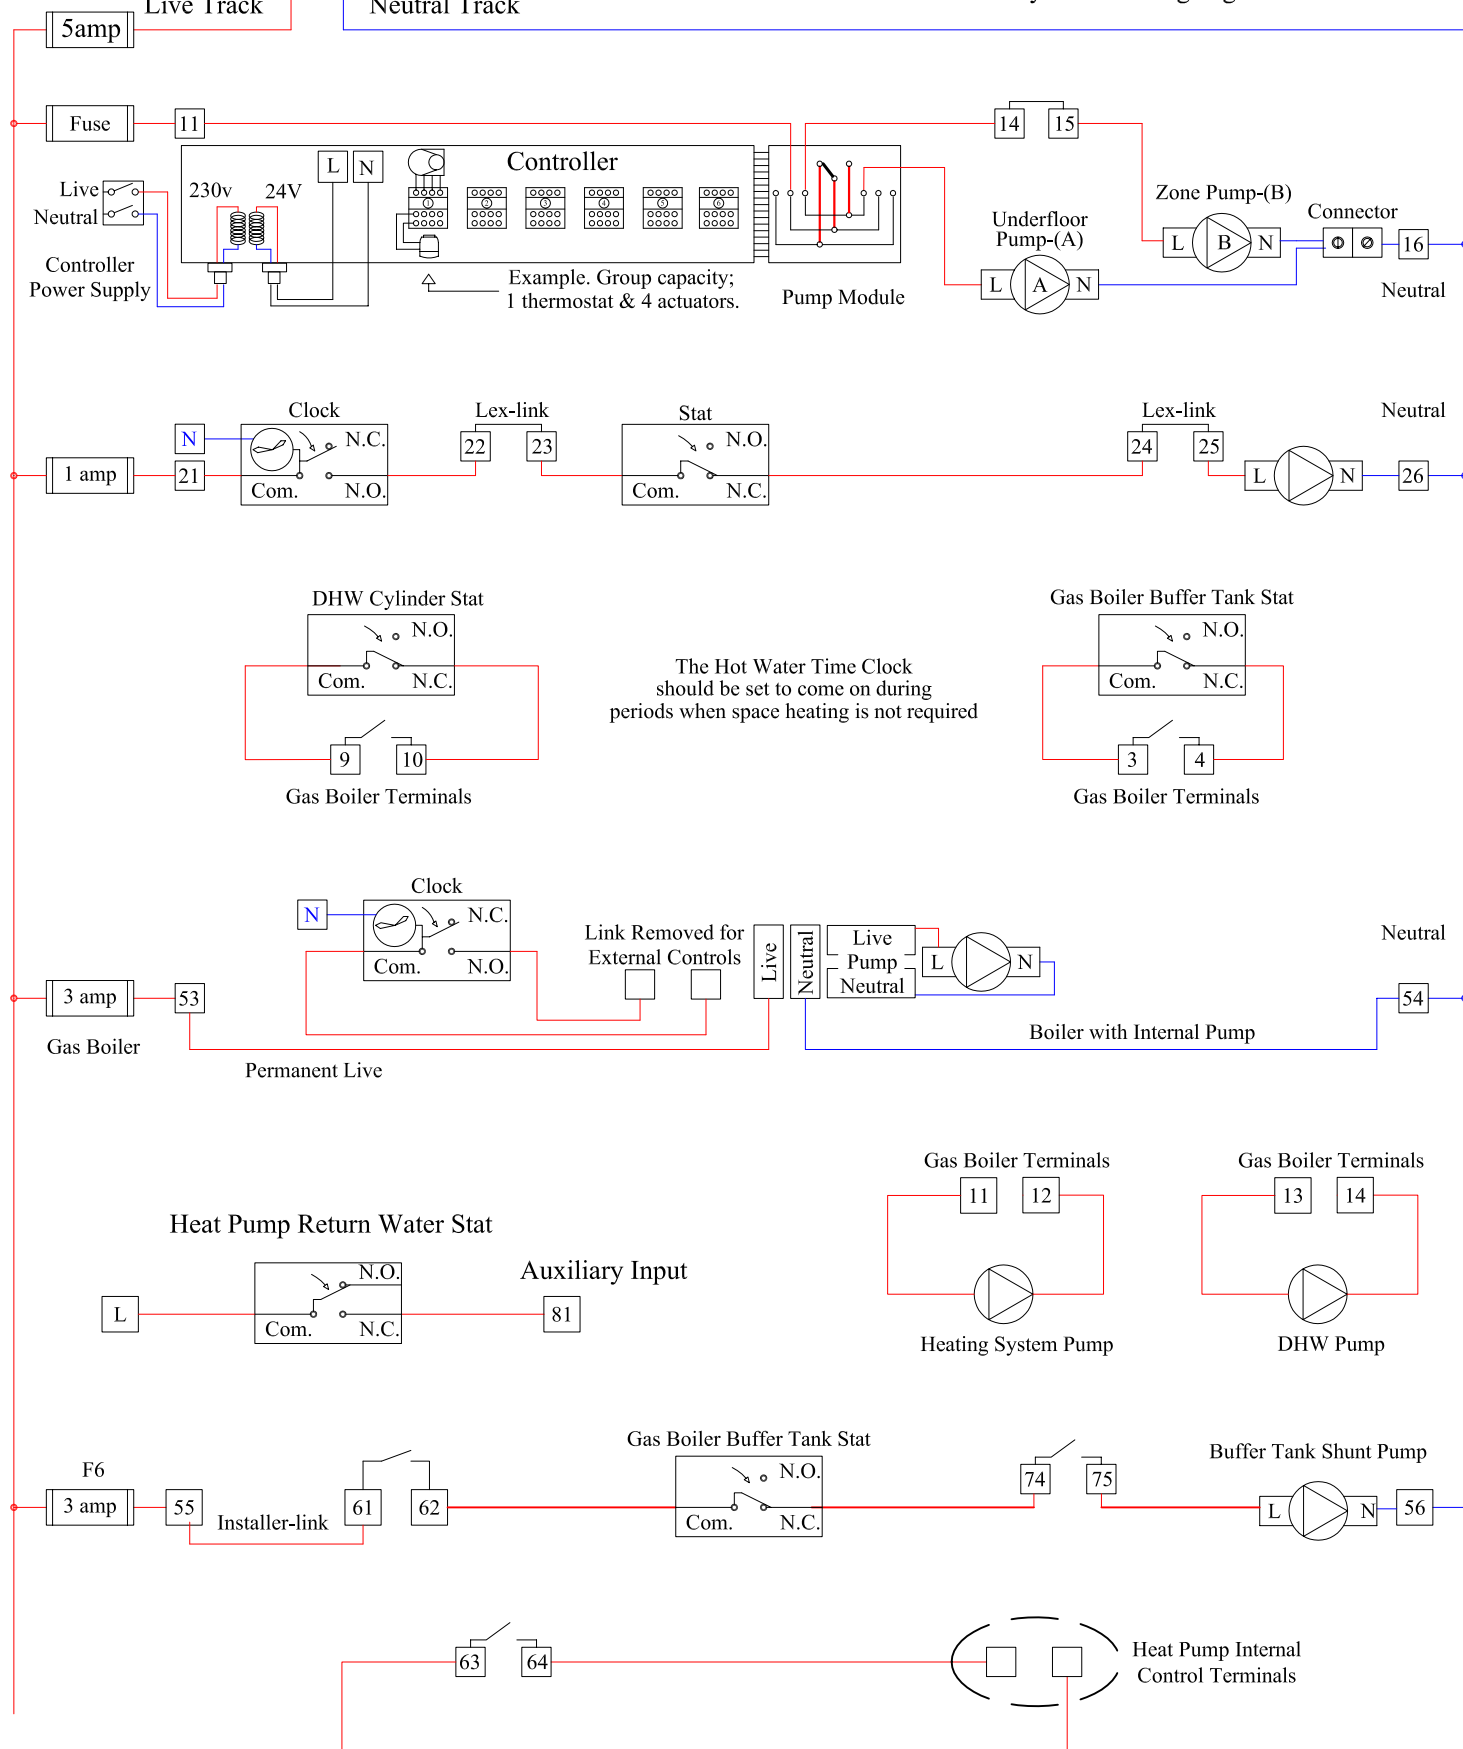 Live Track
Neutral Track
5amp
Fuse
11
14
15
Controller
L
N
230v
24V
Live
Neutral
1
2
3
4
5
6
Controller
Power Supply
Example. Group capacity;
1 thermostat & 4 actuators.
Pump Module
Underfloor
Pump-(A)
L
A
N
Zone Pump-(B)
L
B
N
Connector
16
Neutral
Clock
N
N.C.
1 amp
21
Com.
N.O.
Lex-link
22
23
Stat
N.O.
Com.
N.C.
Lex-link
24
25
L
N
Neutral
26
DHW Cylinder Stat
N.O.
Com.
N.C.
9
10
Gas Boiler Terminals
The Hot Water Time Clock
should be set to come on during
periods when space heating is not required
Gas Boiler Buffer Tank Stat
N.O.
Com.
N.C.
3
4
Gas Boiler Terminals
Clock
N
N.C.
Com.
N.O.
Link Removed for
External Controls
Live
Neutral
Live
Pump
Neutral
L
N
Neutral
3 amp
53
54
Gas Boiler
Permanent Live
Boiler with Internal Pump
Gas Boiler Terminals
11
12
Heating System Pump
Gas Boiler Terminals
13
14
DHW Pump
Heat Pump Return Water Stat
N.O.
L
Com.
N.C.
Auxiliary Input
81
F6
3 amp
55
Installer-link
61
62
Gas Boiler Buffer Tank Stat
N.O.
Com.
N.C.
74
75
Buffer Tank Shunt Pump
L
N
56
63
64
Heat Pump Internal
Control Terminals